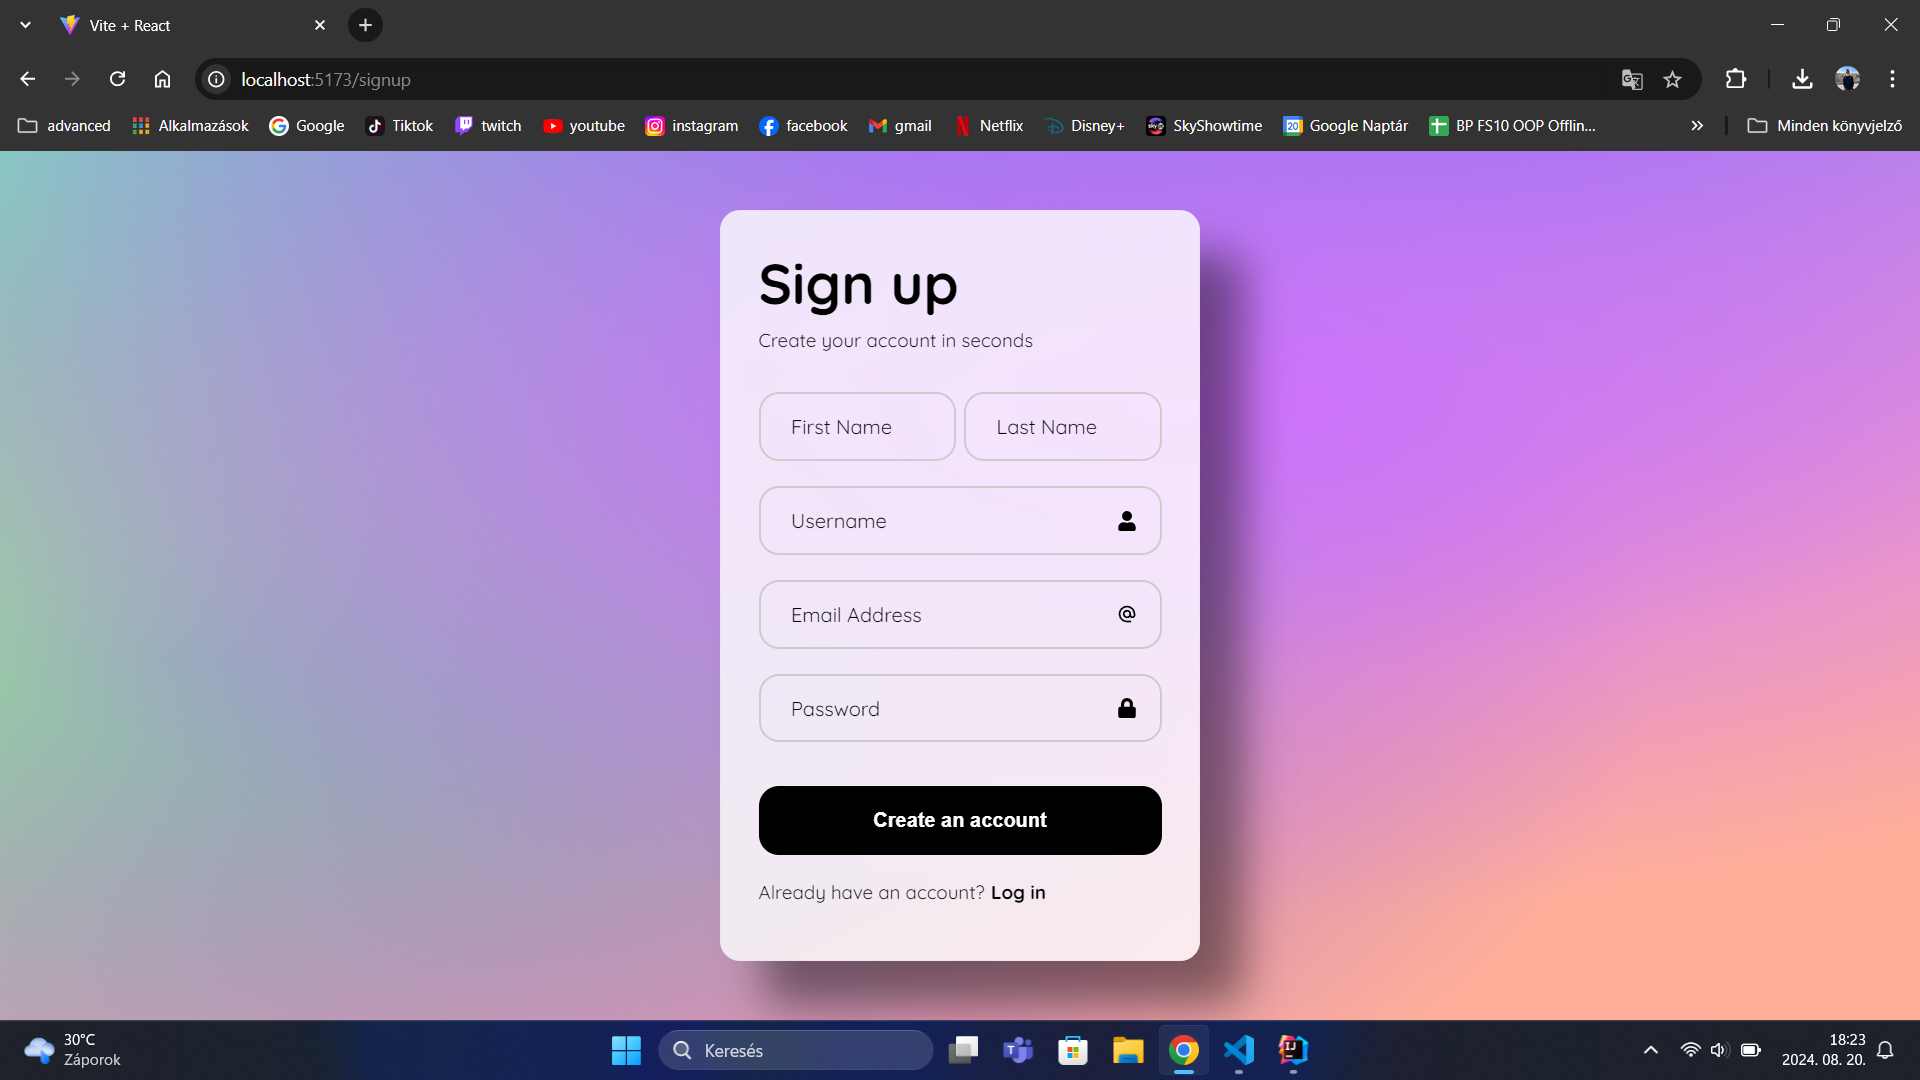 Vite + React
localhost:5173/signup
advanced Alkalmazások Google Tiktok twitch youtube instagram facebook gmail Netflix Disney+ SkyShowtime 20 Google Naptár BP FS10 OOP Offlin... Minden könyvjelző
Sign up
Create your account in seconds
First Name Last Name
Username
Email Address
Password
Create an account
Already have an account? Log in
30°C
Záporok
Keresés
18:23
2024. 08. 20.